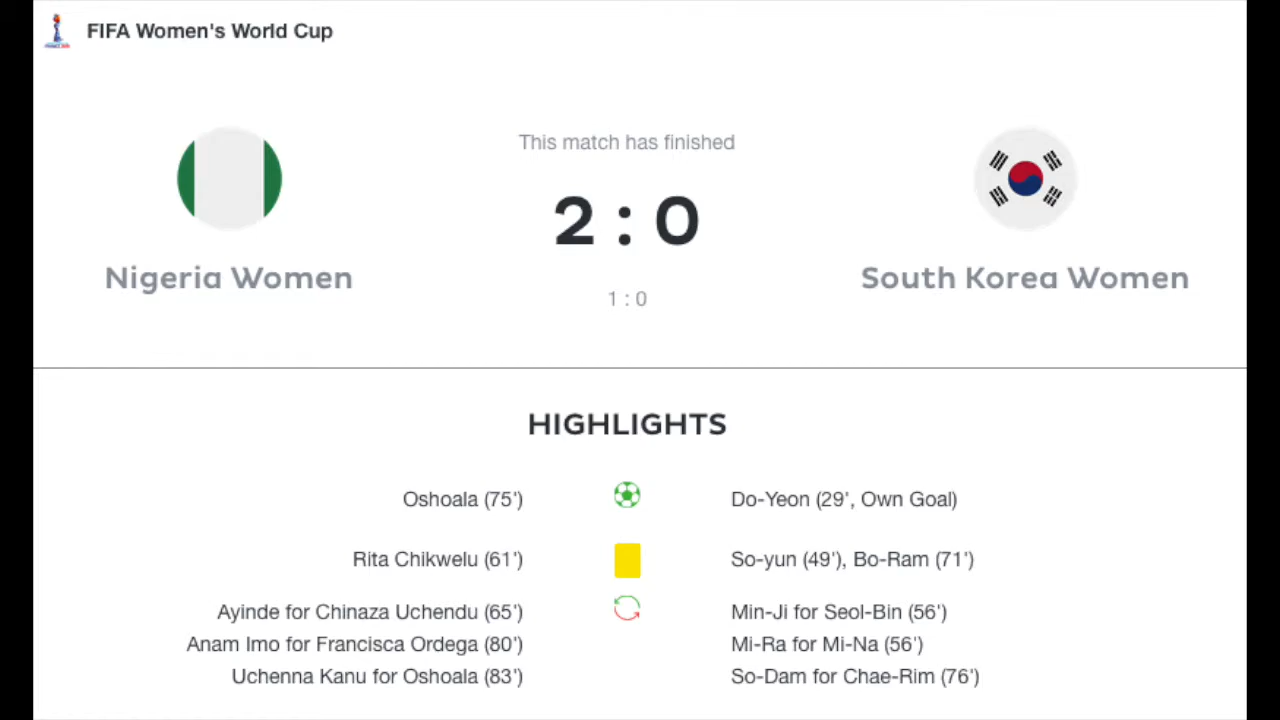 FIFA Women's World Cup
This match has finished
2 : 0
Nigeria Women
South Korea Women
1 : 0
HIGHLIGHTS
Oshoala (75')
Do-Yeon (29', Own Goal)
Rita Chikwelu (61')
So-yun (49'), Bo-Ram (71')
Ayinde for Chinaza Uchendu (65')
Min-Ji for Seol-Bin (56')
Anam Imo for Francisca Ordega (80')
Mi-Ra for Mi-Na (56')
Uchenna Kanu for Oshoala (83')
So-Dam for Chae-Rim (76')